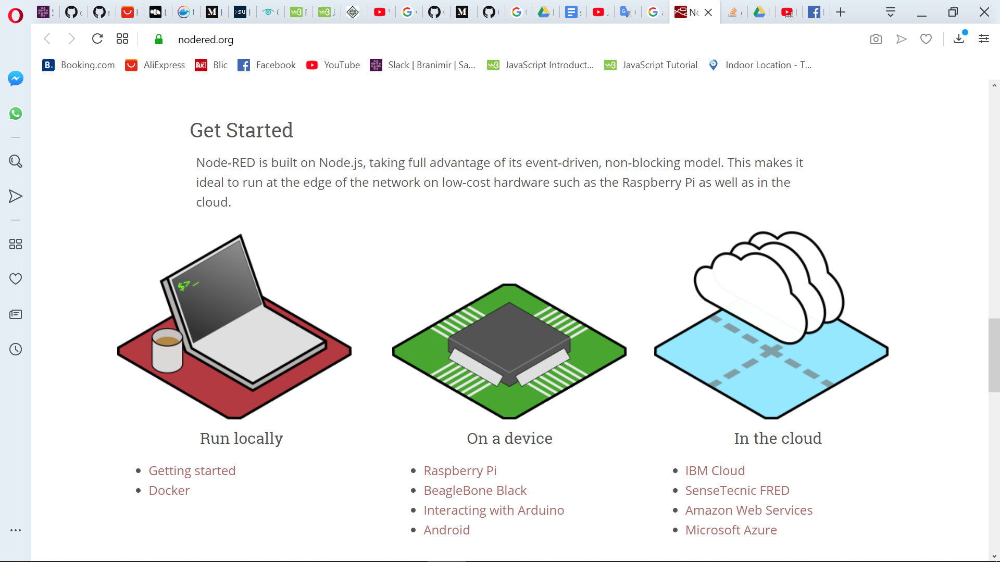 nodered.org
Booking.com AliExpress Blic Facebook YouTube Slack | Branimir | Sa... JavaScript Introduct... JavaScript Tutorial Indoor Location - T...
Get Started
Node-RED is built on Node.js, taking full advantage of its event-driven, non-blocking model. This makes it
ideal to run at the edge of the network on low-cost hardware such as the Raspberry Pi as well as in the
cloud.
$>_
Run locally
Getting started
Docker
On a device
Raspberry Pi
BeagleBone Black
Interacting with Arduino
Android
In the cloud
IBM Cloud
SenseTecnic FRED
Amazon Web Services
Microsoft Azure